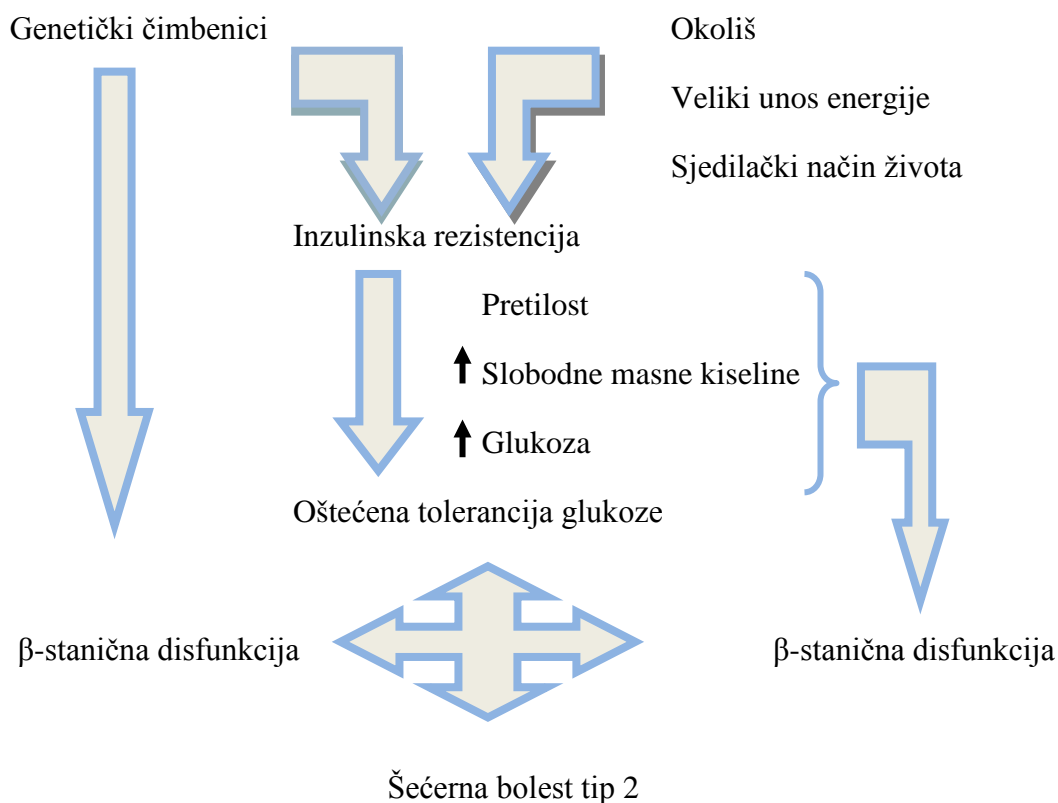 Genetički čimbenici
Okoliš
Veliki unos energije
Sjedilački način života
Inzulinska rezistencija
Pretilost
Slobodne masne kiseline
Glukoza
Oštećena tolerancija glukoze
β-stanična disfunkcija
β-stanična disfunkcija
Šećerna bolest tip 2